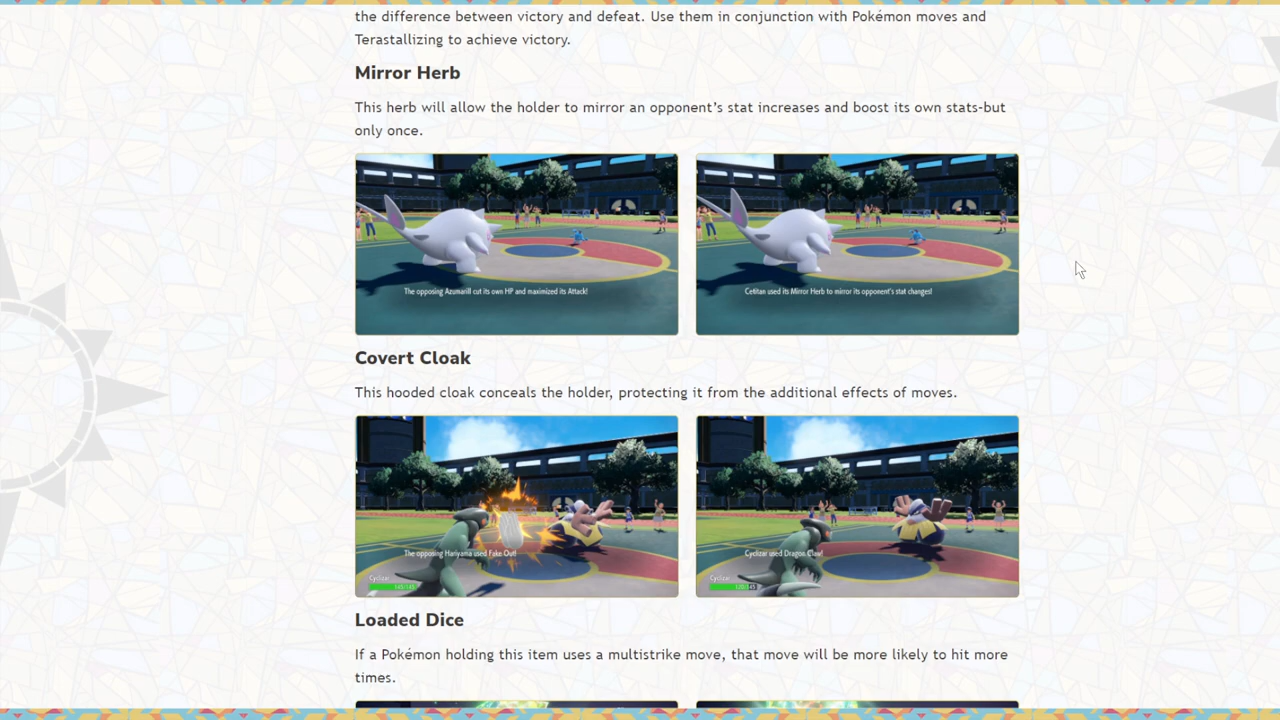 the difference between victory and defeat. Use them in conjunction with Pokémon moves and
Terastallizing to achieve victory.
Mirror Herb
This herb will allow the holder to mirror an opponent's stat increases and boost its own stats-but
only once.
The opposing Azumarill cut its own HP and maximized its Attack!
Cetitan used its Mirror Herb to mirror its opponent's stat changes!
Covert Cloak
This hooded cloak conceals the holder, protecting it from the additional effects of moves.
The opposing Hariyama used Fake Out!
Cyclizar
145/145
Cyclizar used Dragon Claw!
Cyclizar
Loaded Dice
If a Pokémon holding this item uses a multistrike move, that move will be more likely to hit more
times.